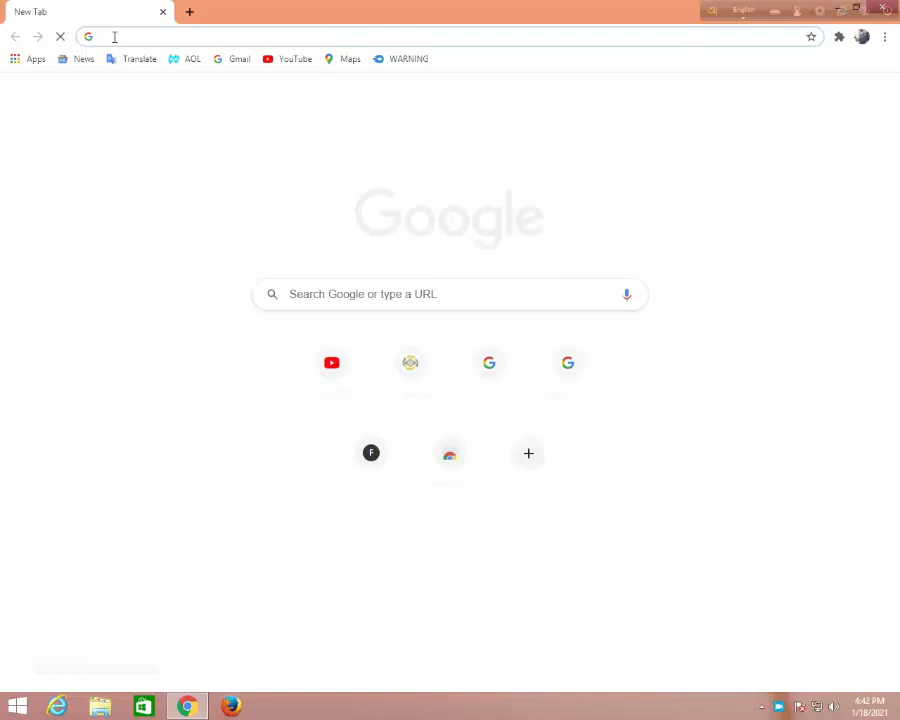 New Tab
English
Apps News Translate AOL Gmail YouTube Maps WARNING
Google
Search Google or type a URL
F
4:42 PM
1/18/2021